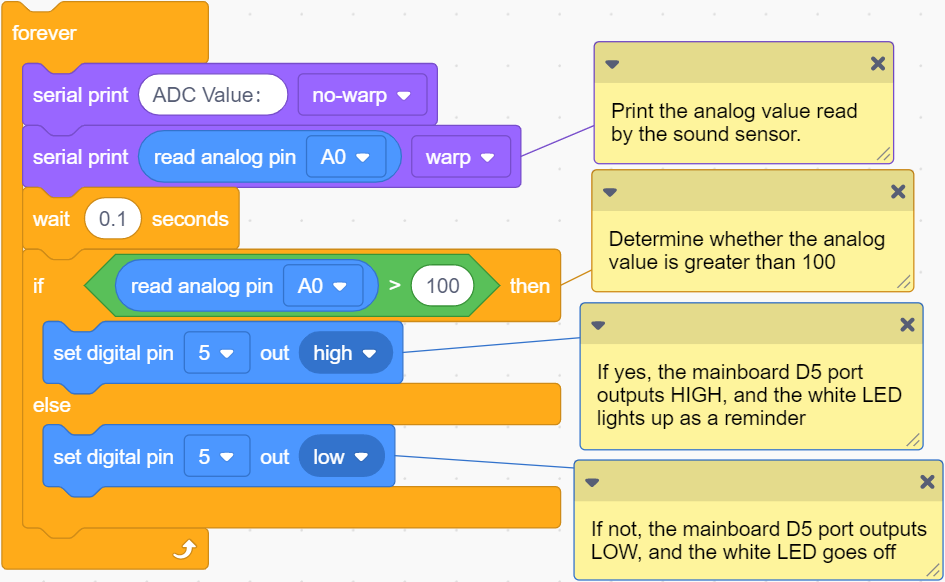 forever
serial print ADC Value: no-warp
serial print read analog pin A0 warp
Print the analog value read
by the sound sensor.
wait 0.1 seconds
Determine whether the analog
value is greater than 100
if read analog pin A0 > 100 then
set digital pin 5 out high
If yes, the mainboard D5 port
outputs HIGH, and the white LED
lights up as a reminder
else
set digital pin 5 out low
If not, the mainboard D5 port outputs
LOW, and the white LED goes off